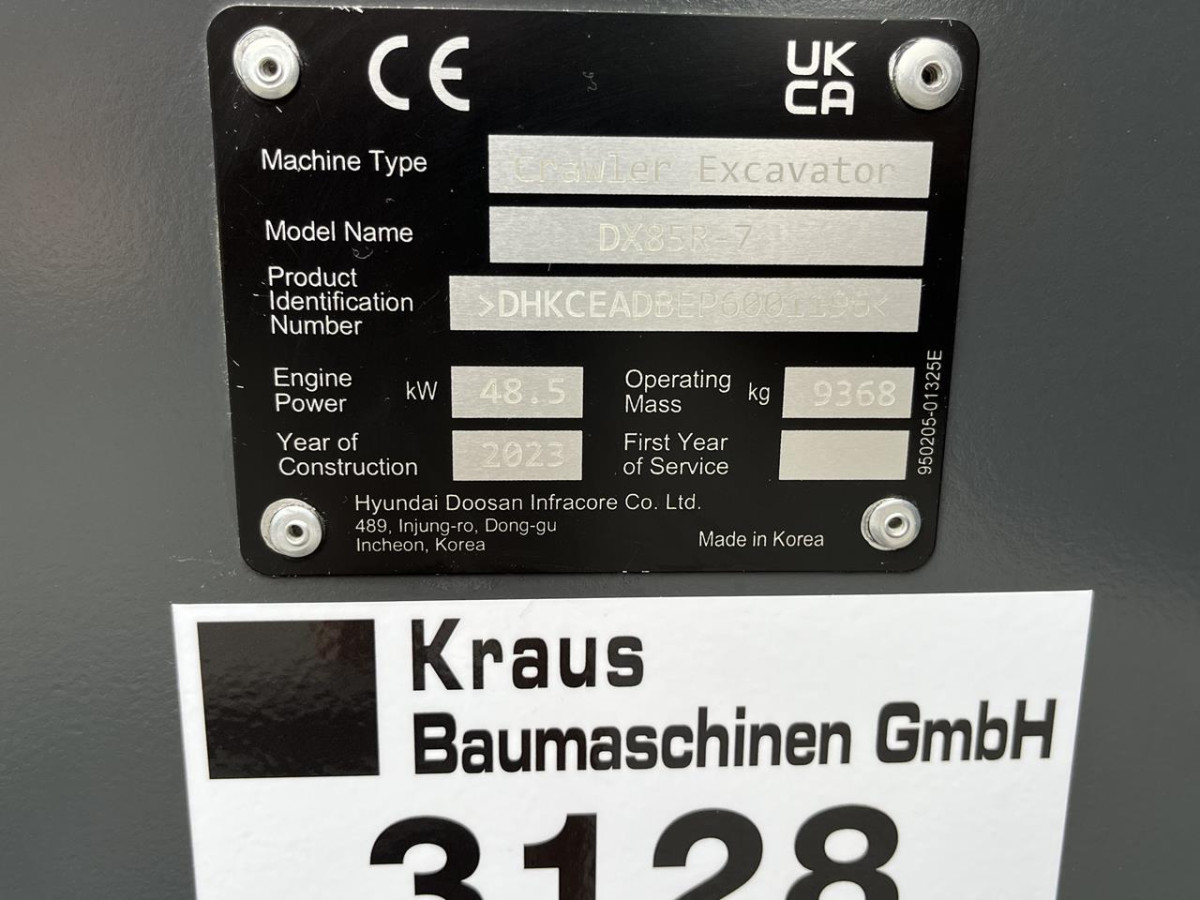 CE
UK
CA
Machine Type Crawler Excavator
Model Name DX85R-7
Product
Identification
Number
Engine
Power
kW 48.5
Operating
Mass
kg 9368
Year of
Construction
2023
First Year
of Service
950205-01325E
Hyundai Doosan Infracore Co. Ltd.
489, Injung-ro, Dong-gu
Incheon, Korea
Made in Korea
Kraus
Baumaschinen GmbH
3128